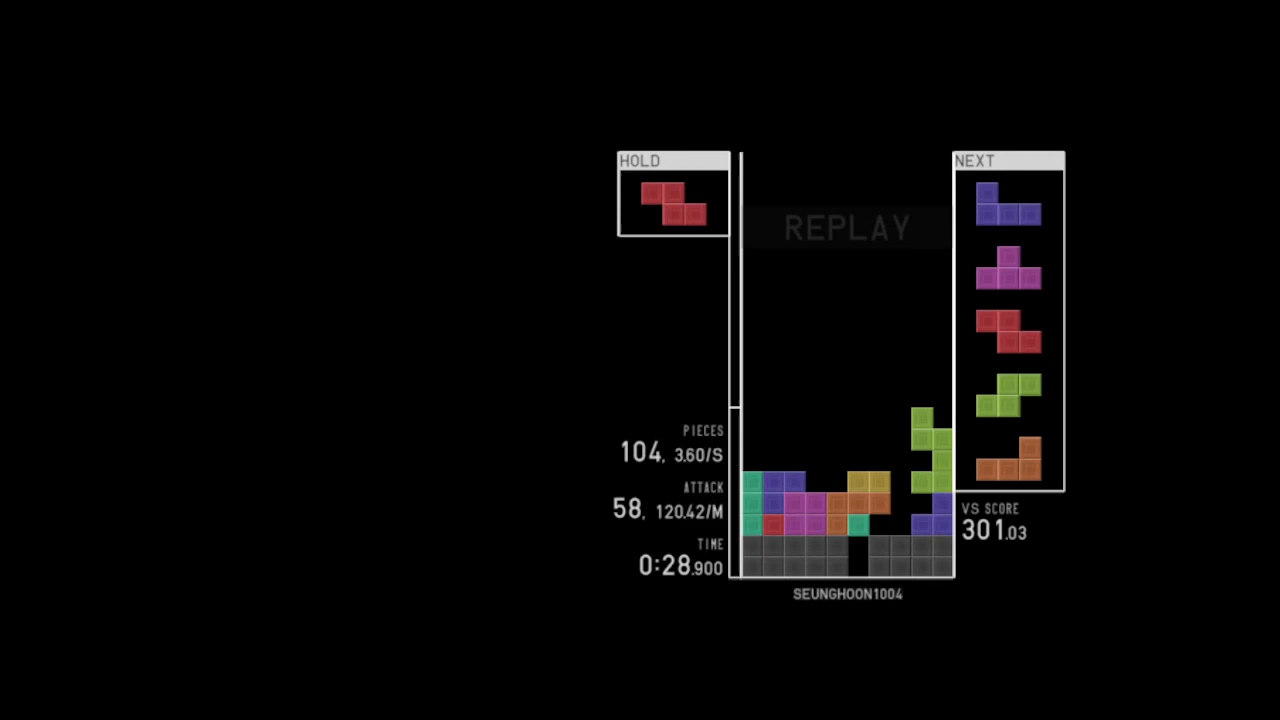 HOLD
NEXT
REPLAY
PIECES
104, 3.60/S
ATTACK
58, 120.42/M
TIME
0:28.900
VS SCORE
301.03
SEUNGHOON1004